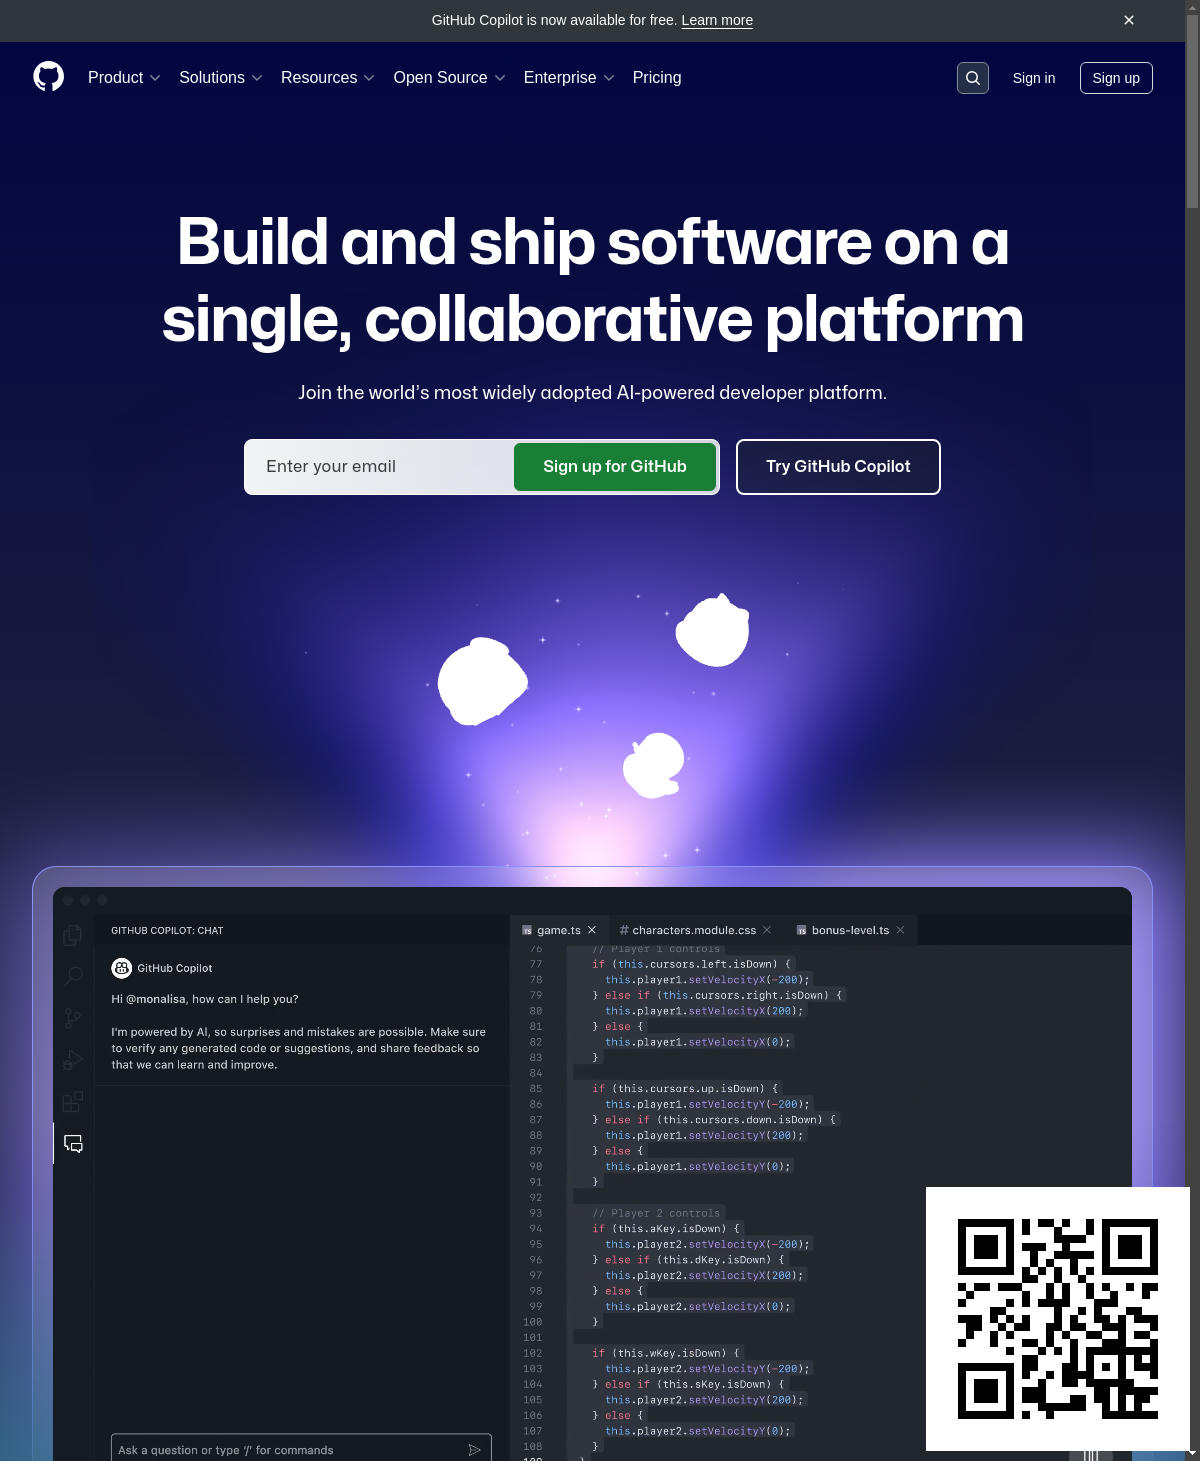 GitHub Copilot is now available for free. Learn more
Product
Solutions
Resources
Open Source
Enterprise
Pricing
Sign in
Sign up
Build and ship software on a
single, collaborative platform
Join the world’s most widely adopted AI-powered developer platform.
Enter your email
Sign up for GitHub
Try GitHub Copilot
GITHUB COPILOT: CHAT
GitHub Copilot
Hi @monalisa, how can I help you?
I'm powered by AI, so surprises and mistakes are possible. Make sure
to verify any generated code or suggestions, and share feedback so
that we can learn and improve.
Ask a question or type ‘/’ for commands
TS game.ts
# characters.module.css
TS bonus-level.ts
76 // Player 1 controls
77 if (this.cursors.left.isDown) {
78 this.player1.setVelocityX(-200);
79 } else if (this.cursors.right.isDown) {
80 this.player1.setVelocityX(200);
81 } else {
82 this.player1.setVelocityX(0);
83 }
84
85 if (this.cursors.up.isDown) {
86 this.player1.setVelocityY(-200);
87 } else if (this.cursors.down.isDown) {
88 this.player1.setVelocityY(200);
89 } else {
90 this.player1.setVelocityY(0);
91 }
92
93 // Player 2 controls
94 if (this.aKey.isDown) {
95 this.player2.setVelocityX(-200);
96 } else if (this.dKey.isDown) {
97 this.player2.setVelocityX(200);
98 } else {
99 this.player2.setVelocityX(0);
100 }
101
102 if (this.wKey.isDown) {
103 this.player2.setVelocityY(-200);
104 } else if (this.sKey.isDown) {
105 this.player2.setVelocityY(200);
106 } else {
107 this.player2.setVelocityY(0);
108 }
109 }